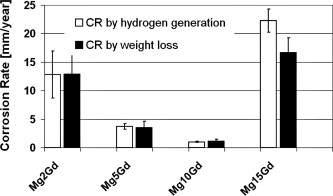 Corrosion Rate [mm/year]
25
20
15
10
5
0
CR by hydrogen generation
CR by weight loss
Mg2Gd
Mg5Gd
Mg10Gd
Mg15Gd